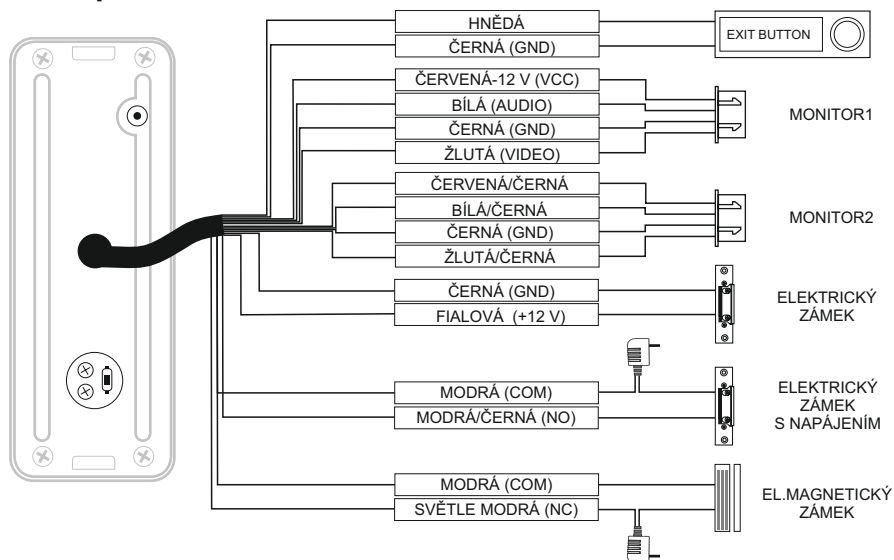 HNĚDÁ
ČERNÁ (GND)
EXIT BUTTON
ČERVENÁ-12 V (VCC)
BÍLÁ (AUDIO)
ČERNÁ (GND)
ŽLUTÁ (VIDEO)
MONITOR1
ČERVENÁ/ČERNÁ
BÍLÁ/ČERNÁ
ČERNÁ (GND)
ŽLUTÁ/ČERNÁ
MONITOR2
ČERNÁ (GND)
FIALOVÁ (+12 V)
ELEKTRICKÝ
ZÁMEK
MODRÁ (COM)
MODRÁ/ČERNÁ (NO)
ELEKTRICKÝ
ZÁMEK
S NAPÁJENÍM
MODRÁ (COM)
SVĚTLE MODRÁ (NC)
EL.MAGNETICKÝ
ZÁMEK